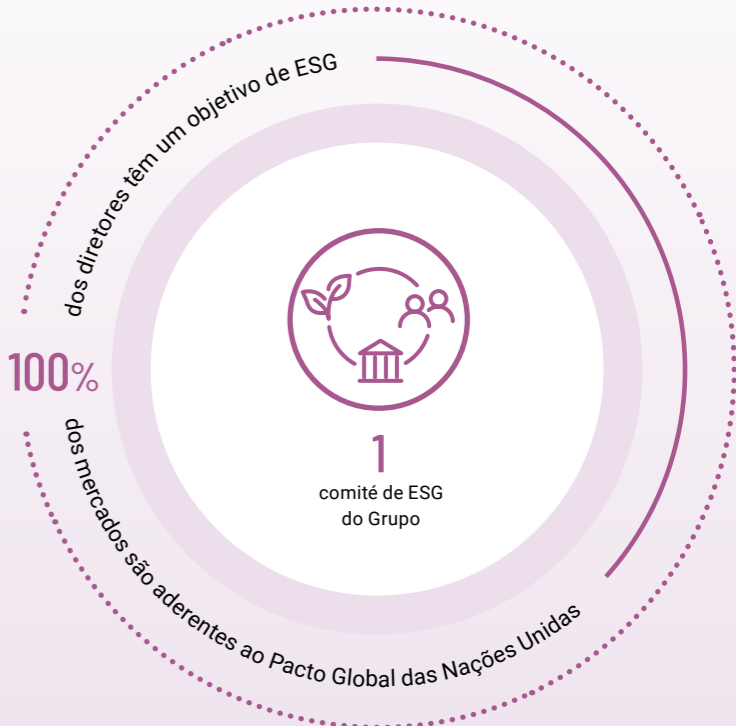 dos diretores têm um objetivo de ESG
100%
dos mercados são aderentes ao Pacto Global das Nações Unidas
1
comité de ESG
do Grupo